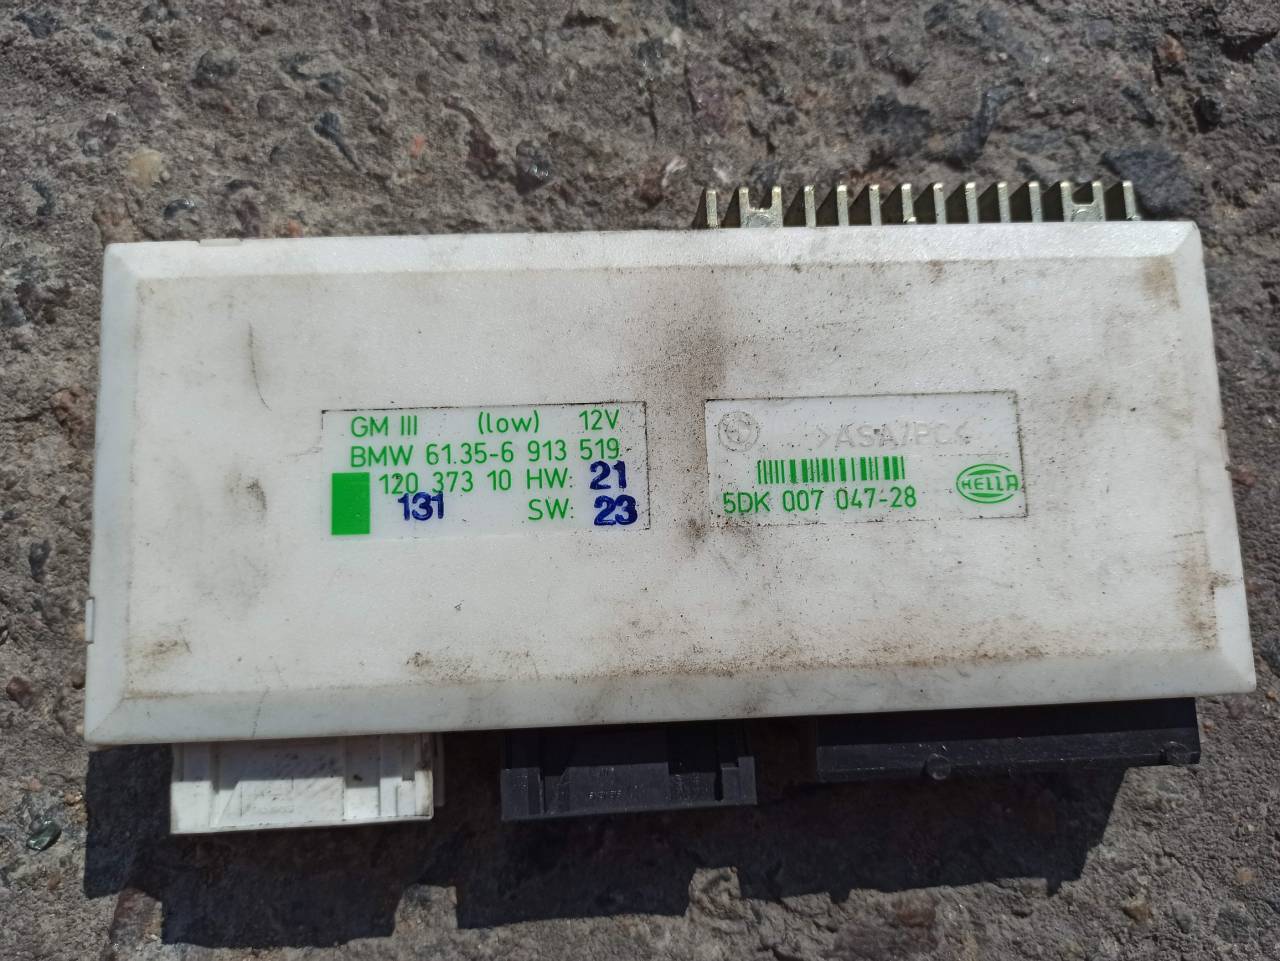 GM III (low) 12V
BMW 61.35-6 913 519
120 373 10 HW: 21
131 SW: 23
>ASA/PC<
5DK 007 047-28
HELLA